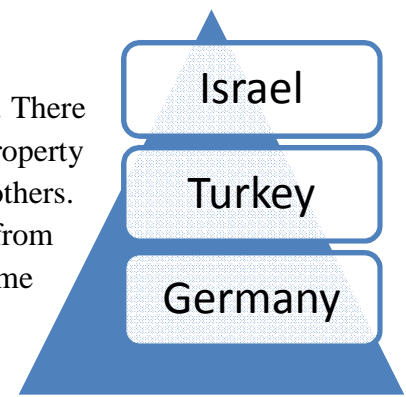 There
roperty
others.
from
me
Israel
Turkey
Germany